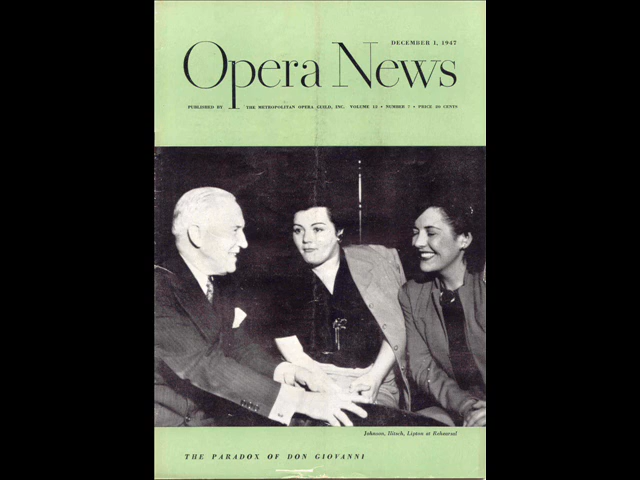 DECEMBER 1, 1947
Opera News
PUBLISHED BY THE METROPOLITAN OPERA GUILD, INC. VOLUME 12 • NUMBER 7 • PRICE 20 CENTS
Johnson, Ilitsch, Lipton at Rehearsal
THE PARADOX OF DON GIOVANNI